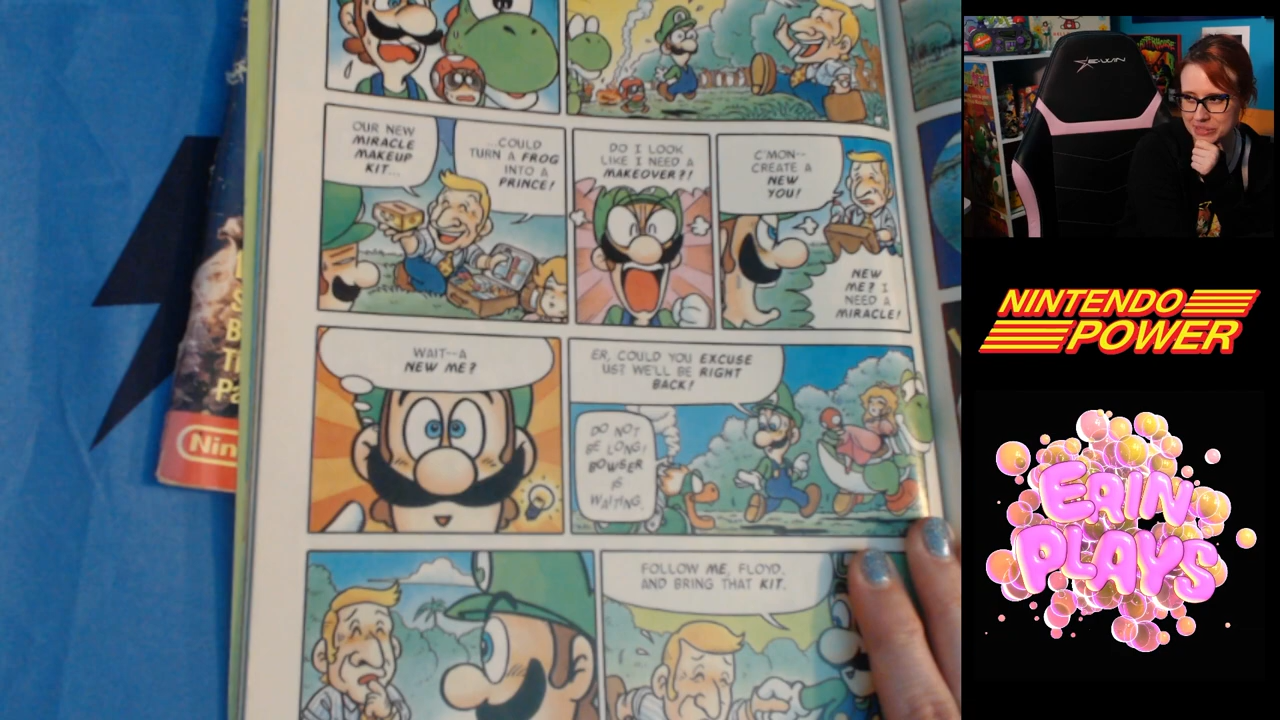 OUR NEW
MIRACLE
MAKEUP
KIT...
...COULD
TURN A FROG
INTO A
PRINCE!
DO I LOOK
LIKE I NEED A
MAKEOVER?!
C'MON--
CREATE A
NEW
YOU!
NEW
ME? I
NEED A
MIRACLE!
WAIT--A
NEW ME?
ER, COULD YOU EXCUSE
US? WE'LL BE RIGHT
BACK!
DO NOT
BE LONG!
BOWSER
IS
WAITING.
FOLLOW ME, FLOYD.
AND BRING THAT KIT.
Nin
E-WIN
NINTENDO
POWER
ERIN
PLAYS